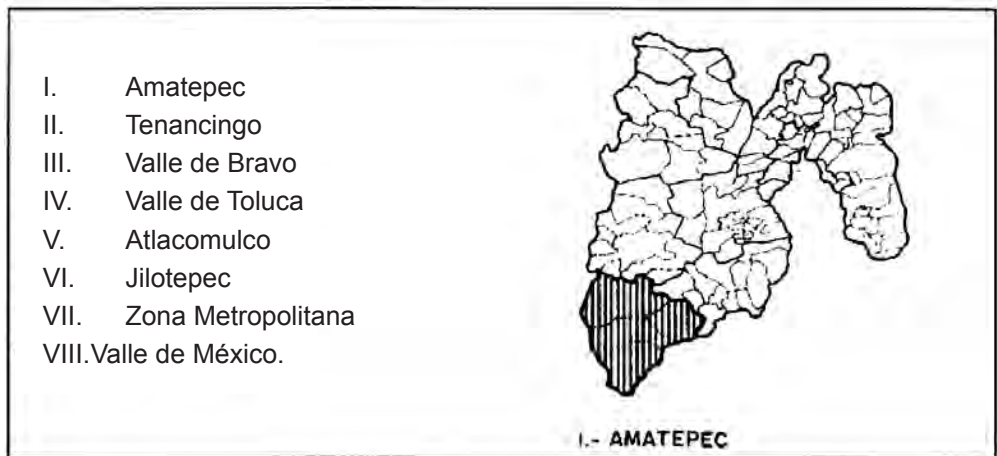 I. Amatepec
II. Tenancingo
III. Valle de Bravo
IV. Valle de Toluca
V. Atlacomulco
VI. Jilotepec
VII. Zona Metropolitana
VIII.Valle de México.
I.- AMATEPEC